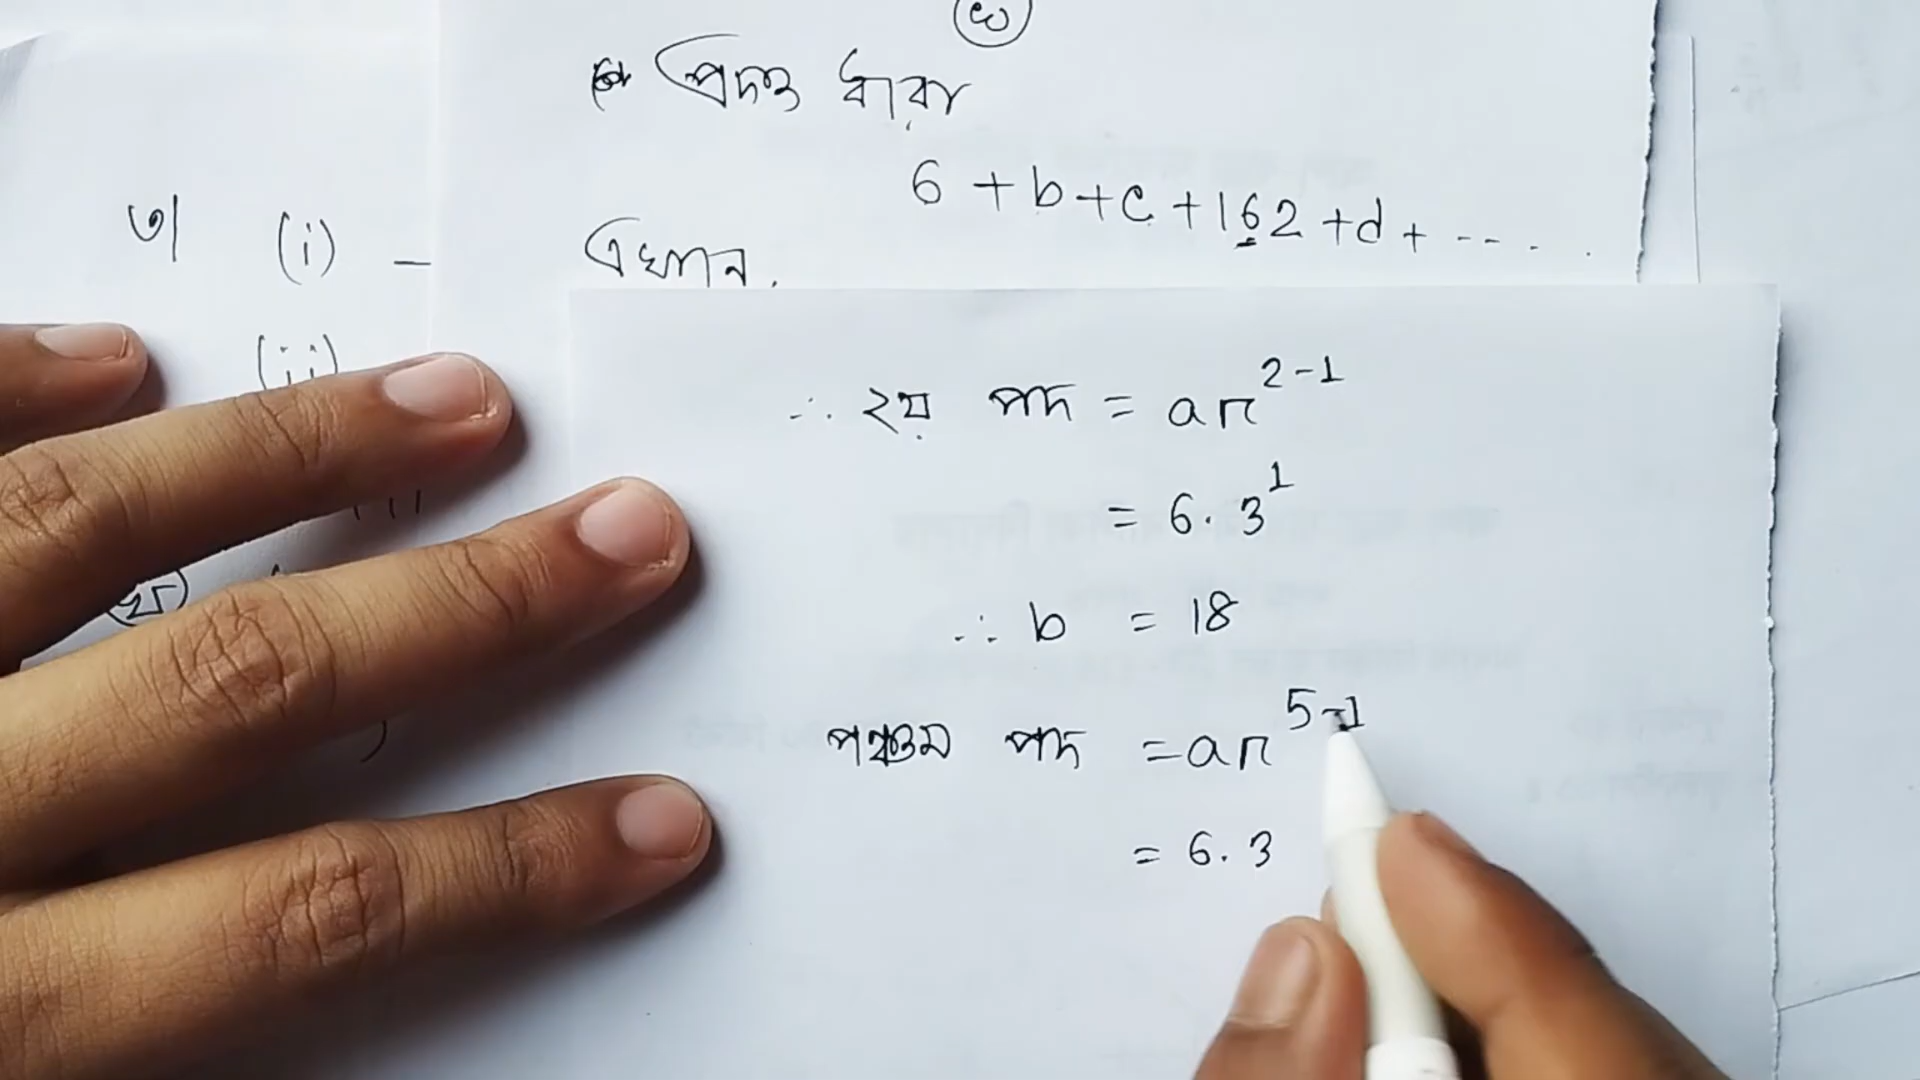 ঘ
প্রদত্ত ধারা
6 + b + c + 162 + d + ----.
৩। (i) –
এখানে,
(ii)
∴ ২য় পদ = ar^{2-1}
= 6.3^1
∴ b = 18
পঞ্চম পদ = ar^{5-1}
= 6.3